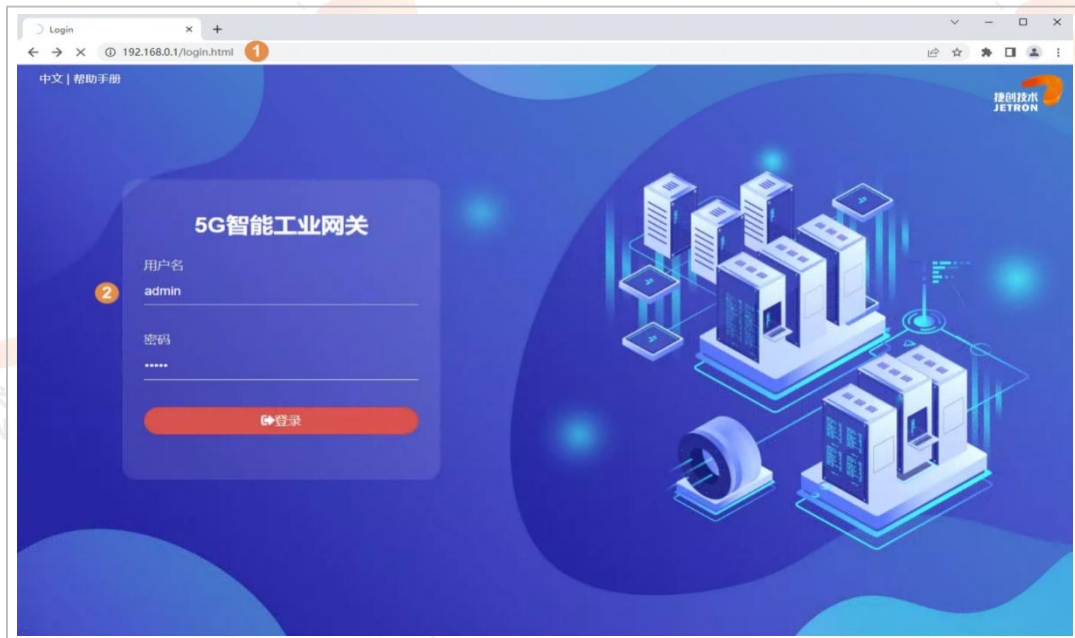 Login
192.168.0.1/login.html
1
中文 | 帮助手册
捷创技术
JETRON
5G智能工业网关
用户名
2
admin
密码
•••••
登录